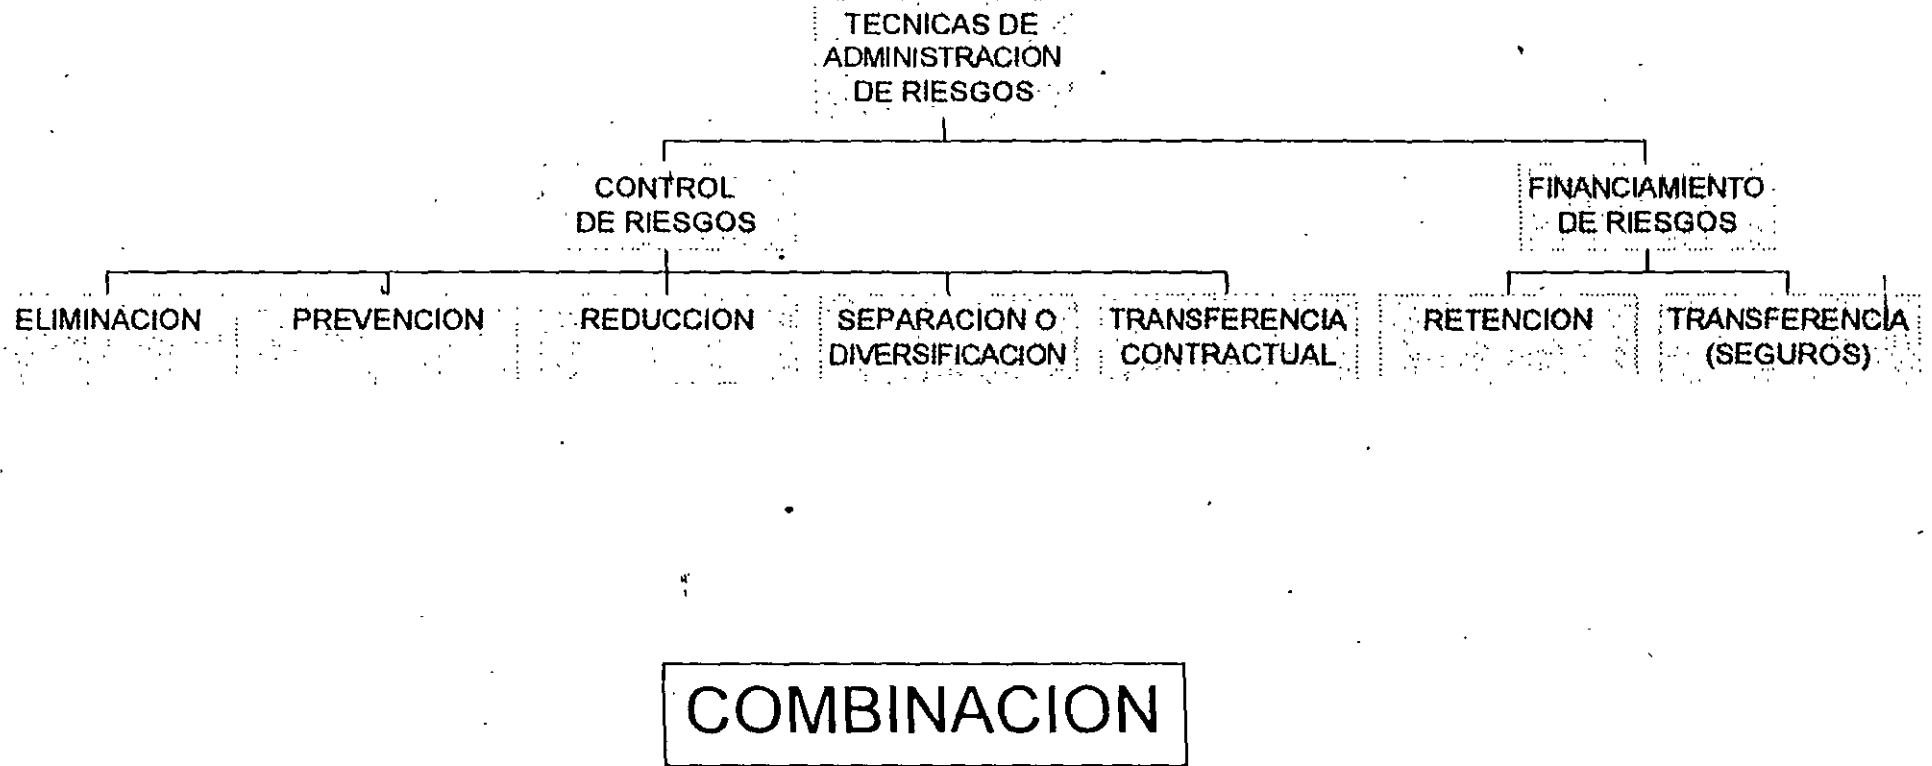 TECNICAS DE
ADMINISTRACIÓN
DE RIESGOS
CONTROL
DE RIESGOS
FINANCIAMIENTO
DE RIESGOS
ELIMINACION
PREVENCION
REDUCCION
SEPARACION O
DIVERSIFICACION
TRANSFERENCIA
CONTRACTUAL
RETENCION
TRANSFERENCIA
(SEGUROS)
COMBINACION